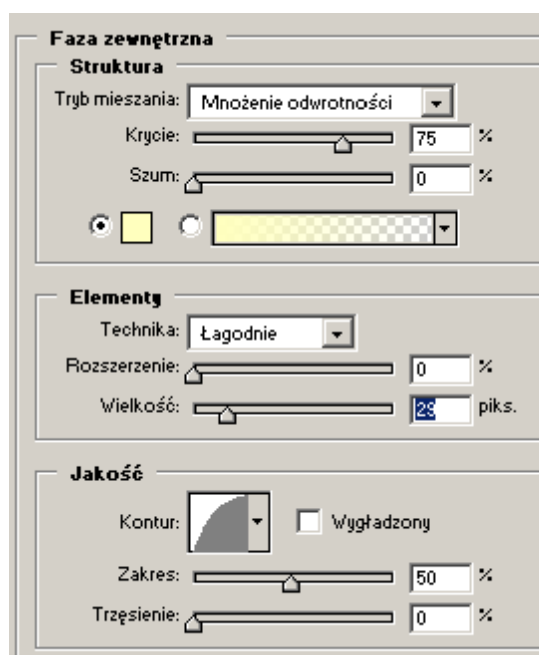 Faza zewnętrzna
Struktura
Tryb mieszania: Mnożenie odwrotności
Krycie: 75 %
Szum: 0 %
Elementy
Technika: Łagodnie
Rozszerzenie: 0 %
Wielkość: 29 piks.
Jakość
Kontur: Wygładzony
Zakres: 50 %
Trzęsienie: 0 %